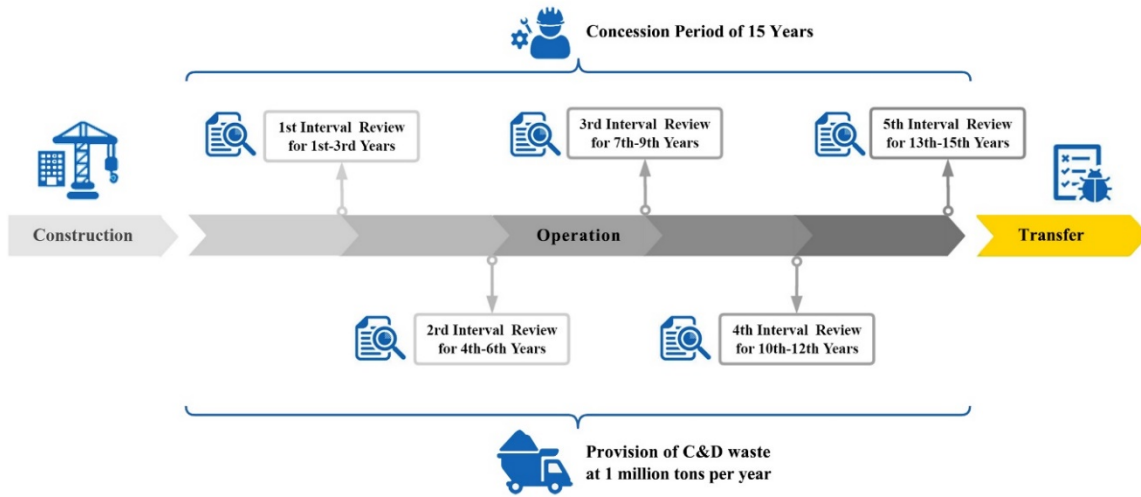 Concession Period of 15 Years
1st Interval Review
for 1st-3rd Years
3rd Interval Review
for 7th-9th Years
5th Interval Review
for 13th-15th Years
Construction
Operation
Transfer
2rd Interval Review
for 4th-6th Years
4th Interval Review
for 10th-12th Years
Provision of C&D waste
at 1 million tons per year